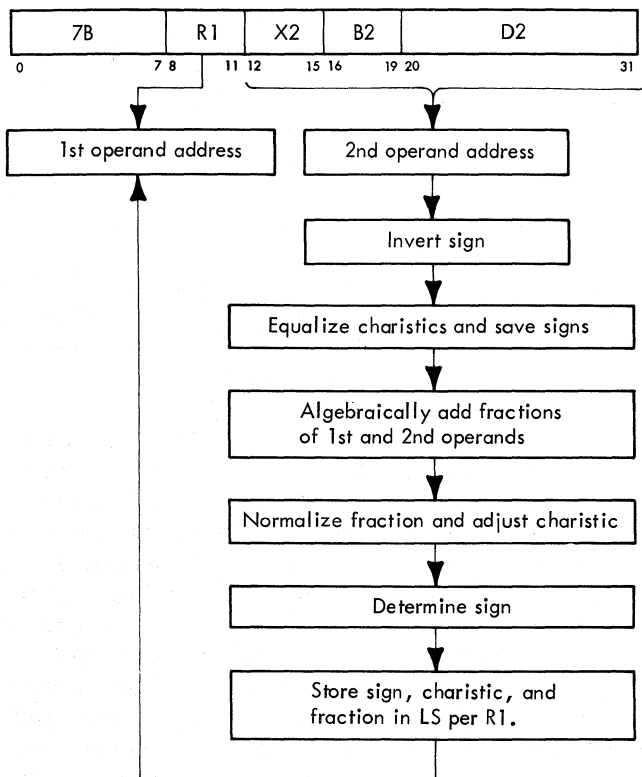 7B R1 X2 B2 D2
0 7 8 11 12 15 16 19 20 31
1st operand address
2nd operand address
Invert sign
Equalize charistics and save signs
Algebraically add fractions
of 1st and 2nd operands
Normalize fraction and adjust charistic
Determine sign
Store sign, charistic, and
fraction in LS per R1.